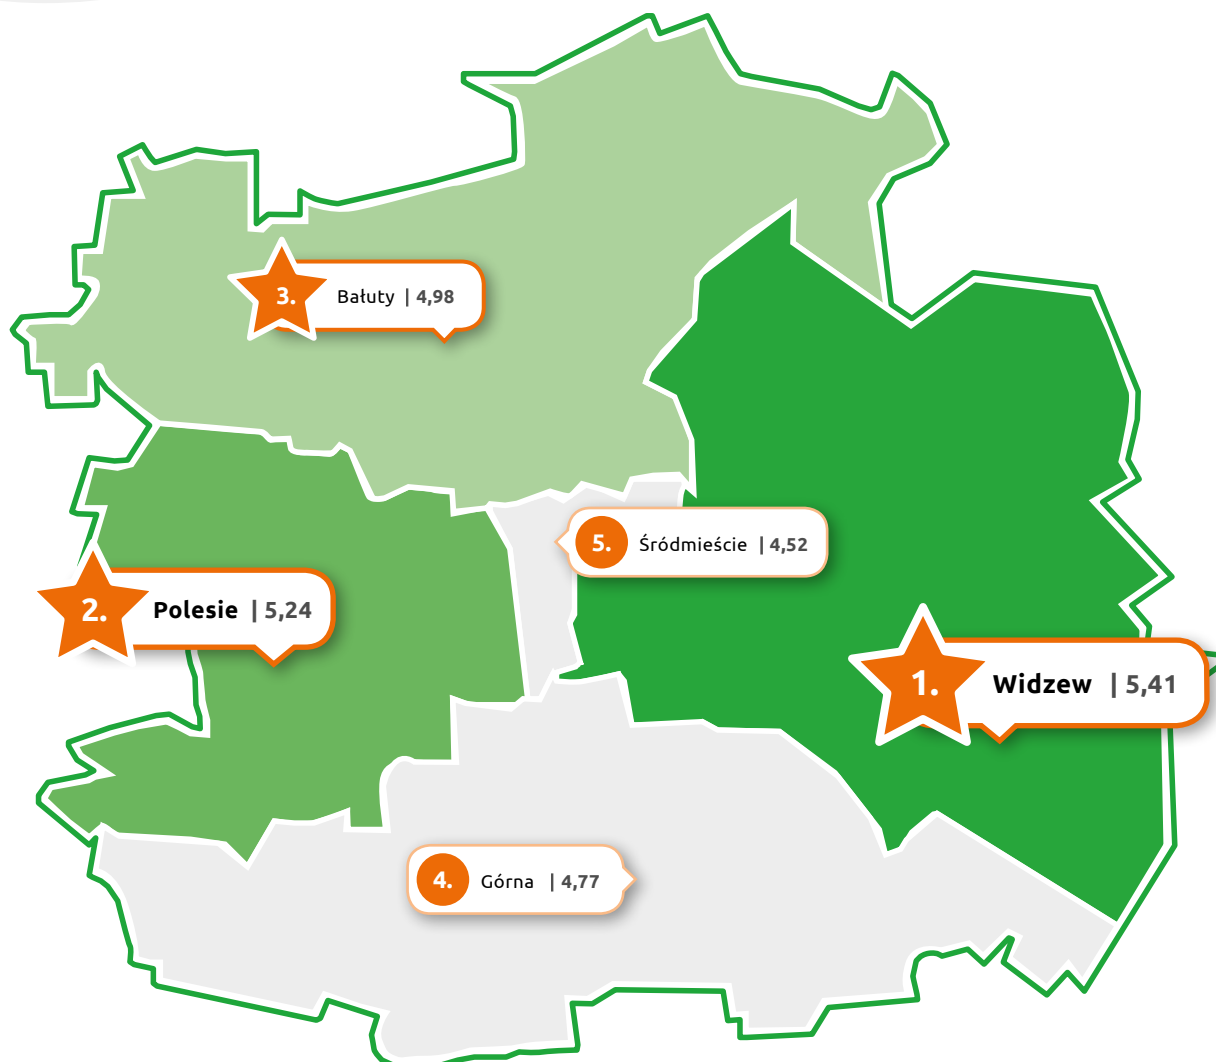 3. Bałuty | 4,98
5. Śródmieście | 4,52
2. Polesie | 5,24
1. Widzew | 5,41
4. Górna | 4,77